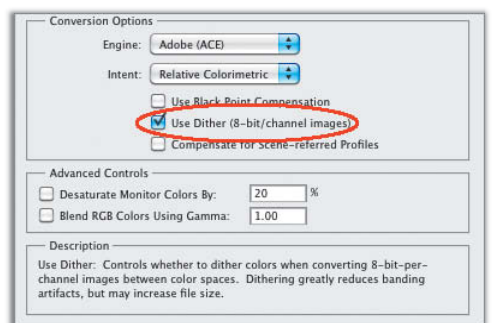 Conversion Options
Engine: Adobe (ACE)
Intent: Relative Colorimetric
Use Black Point Compensation
Use Dither (8-bit/channel images)
Compensate for Scene-referred Profiles
Advanced Controls
Desaturate Monitor Colors By: 20 %
Blend RGB Colors Using Gamma: 1.00
Description
Use Dither: Controls whether to dither colors when converting 8-bit-per-
channel images between color spaces. Dithering greatly reduces banding
artifacts, but may increase file size.